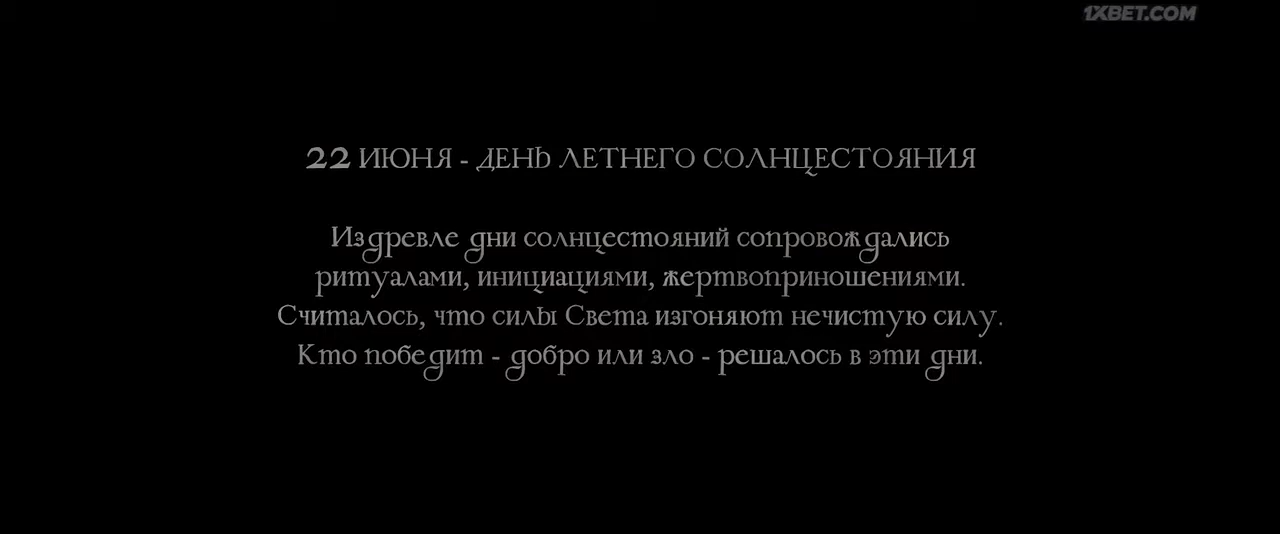 1XBET.COM
22 ИЮНЯ - ДЕНЬ ЛЕТНЕГО СОЛНЦЕСТОЯНИЯ
Издревле дни солнцестояний сопровождались
ритуалами, инициациями, жертвоприношениями.
Считалось, что силы Света изгоняют нечистую силу.
Кто победит - добро или зло - решалось в эти дни.